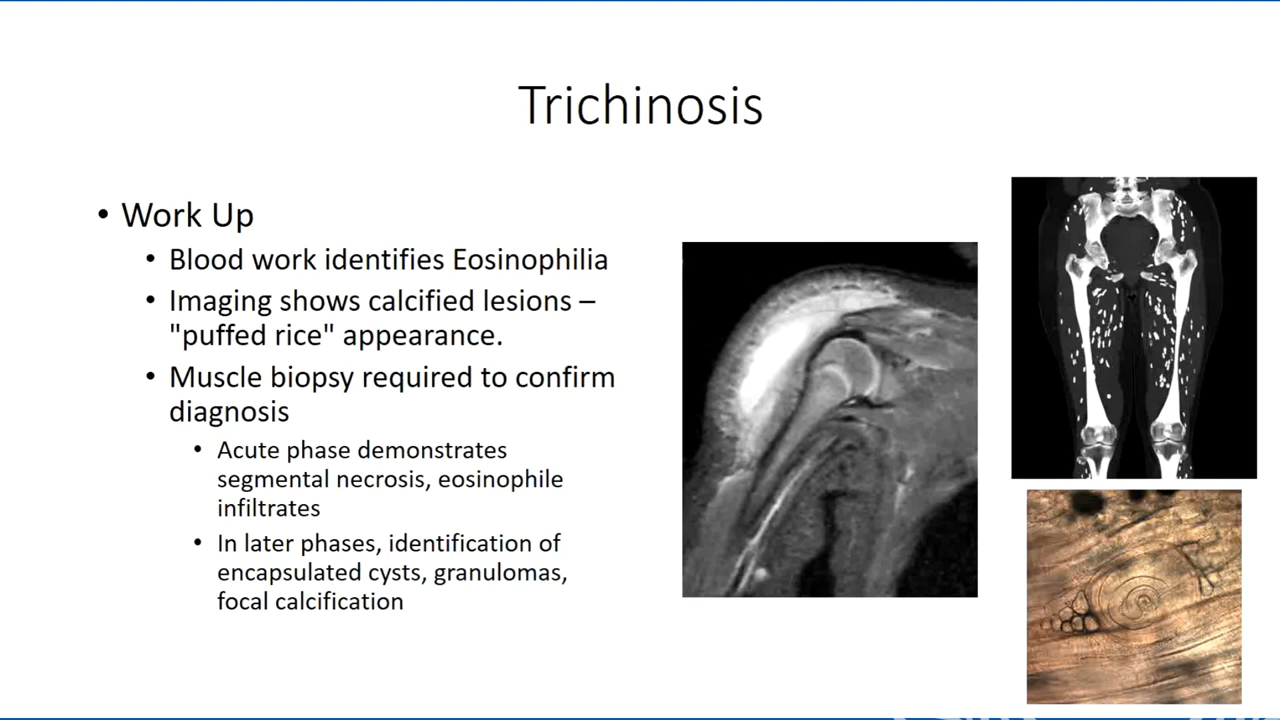 Trichinosis
• Work Up
• Blood work identifies Eosinophilia
• Imaging shows calcified lesions –
"puffed rice" appearance.
• Muscle biopsy required to confirm
diagnosis
• Acute phase demonstrates
segmental necrosis, eosinophile
infiltrates
• In later phases, identification of
encapsulated cysts, granulomas,
focal calcification